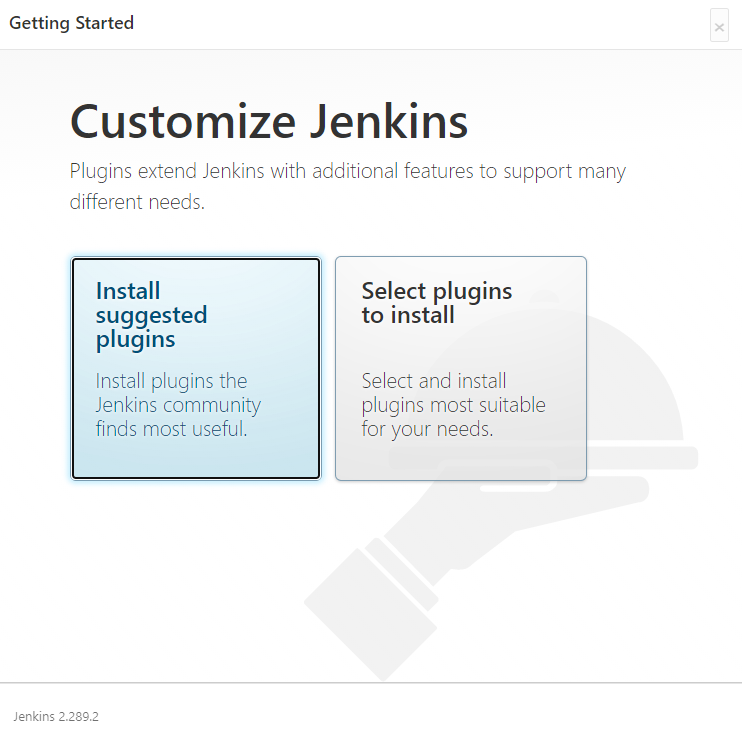 Getting Started
×
Customize Jenkins
Plugins extend Jenkins with additional features to support many
different needs.
Install
suggested
plugins
Install plugins the
Jenkins community
finds most useful.
Select plugins
to install
Select and install
plugins most suitable
for your needs.
Jenkins 2.289.2